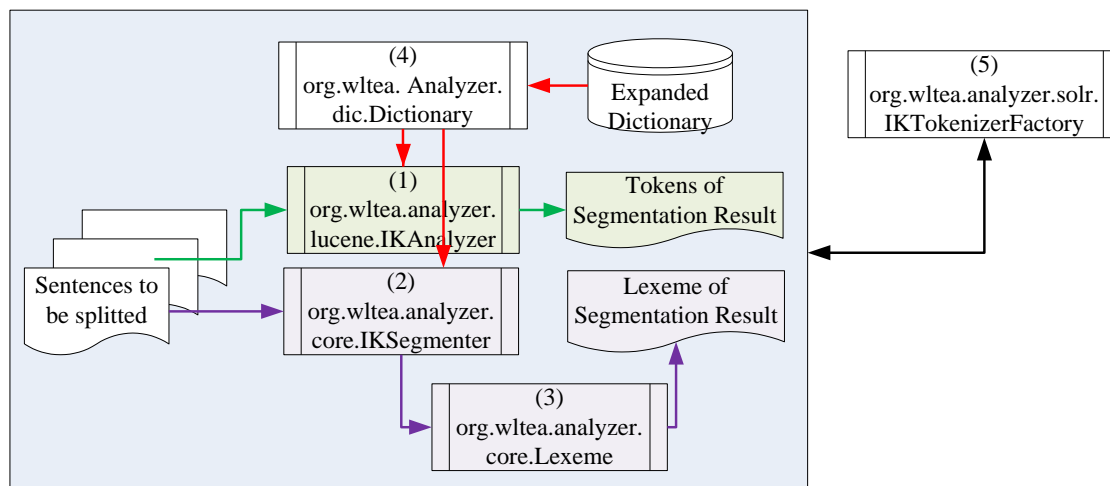 (4)
org.wltea. Analyzer.
dic.Dictionary
Expanded
Dictionary
(5)
org.wltea.analyzer.solr.
IKTokenizerFactory
(1)
org.wltea.analyzer.
lucene.IKAnalyzer
Tokens of
Segmentation Result
Sentences to
be splitted
(2)
org.wltea.analyzer.
core.IKSegmenter
Lexeme of
Segmentation Result
(3)
org.wltea.analyzer.
core.Lexeme